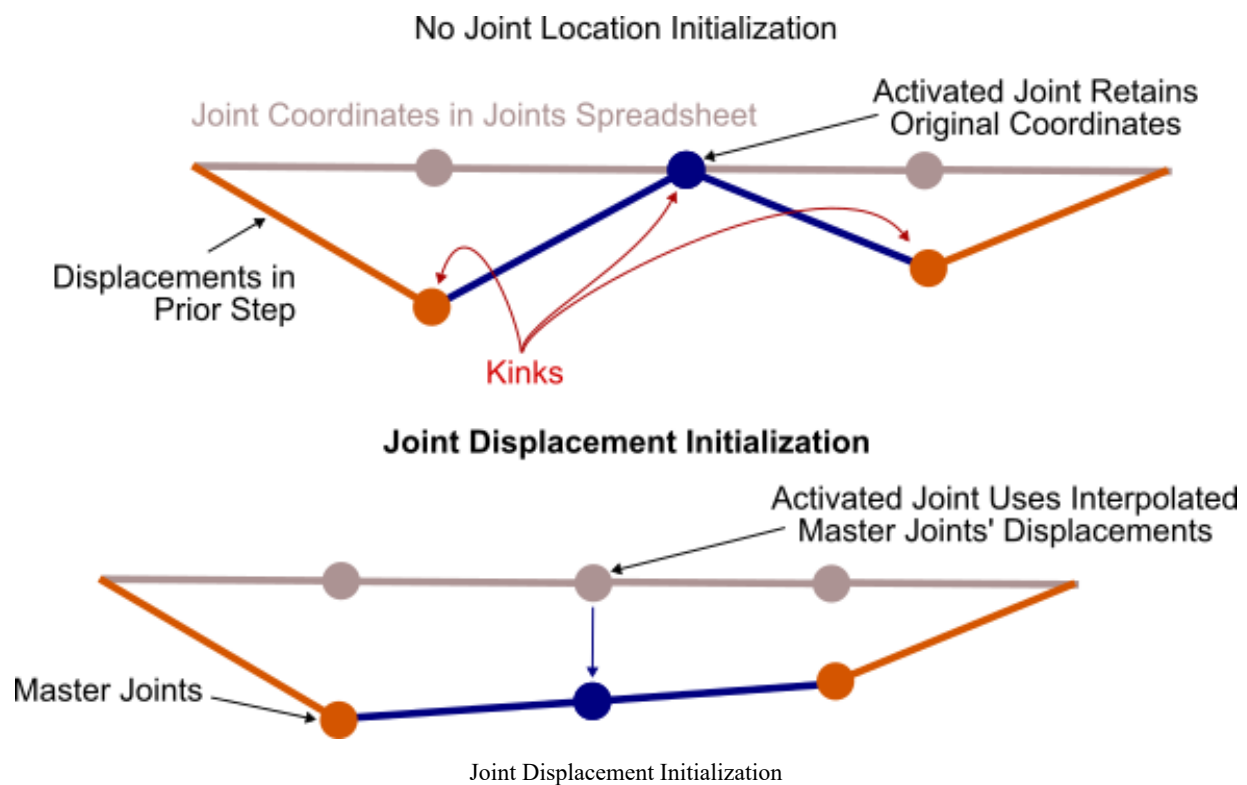 No Joint Location Initialization
Joint Coordinates in Joints Spreadsheet
Activated Joint Retains
Original Coordinates
Displacements in
Prior Step
Kinks
Joint Displacement Initialization
Activated Joint Uses Interpolated
Master Joints' Displacements
Master Joints
Joint Displacement Initialization